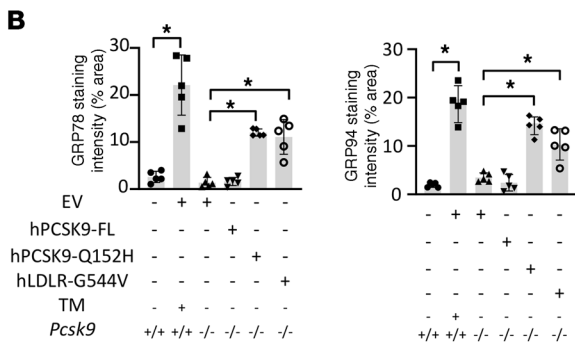 B
GRP78 staining
intensity (% area)
30
20
10
0
*
*
*
EV - + + - - -
hPCSK9-FL - - - + - -
hPCSK9-Q152H - - - - + -
hLDLR-G544V - - - - - +
TM - + - - - -
Pcsk9 +/+ +/+ -/- -/- -/- -/-
GRP94 staining
intensity (% area)
30
20
10
0
*
*
*
- + + - - -
- - - + - -
- - - - + -
- - - - - +
- + - - - -
+/+ +/+ -/- -/- -/- -/-